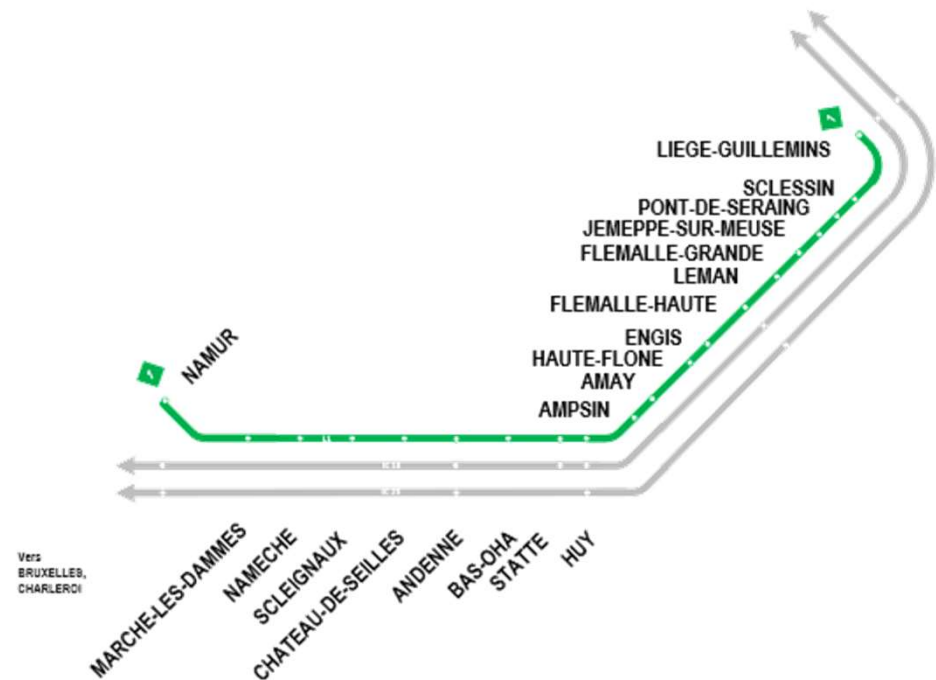 LIEGE-GUILLEMINS
SCLESSIN
PONT-DE-SERAING
JEMEPPE-SUR-MEUSE
FLEMALLE-GRANDE
LEMAN
FLEMALLE-HAUTE
ENGIS
HAUTE-FLONE
AMAY
AMPSIN
NAMUR
L1
Vers
BRUXELLES,
CHARLEROI
MARCHE-LES-DAMMES
NAMECHE
SCLEIGNAUX
CHATEAU-DE-SEILLES
ANDENNE
BAS-OHA
STATTE
HUY